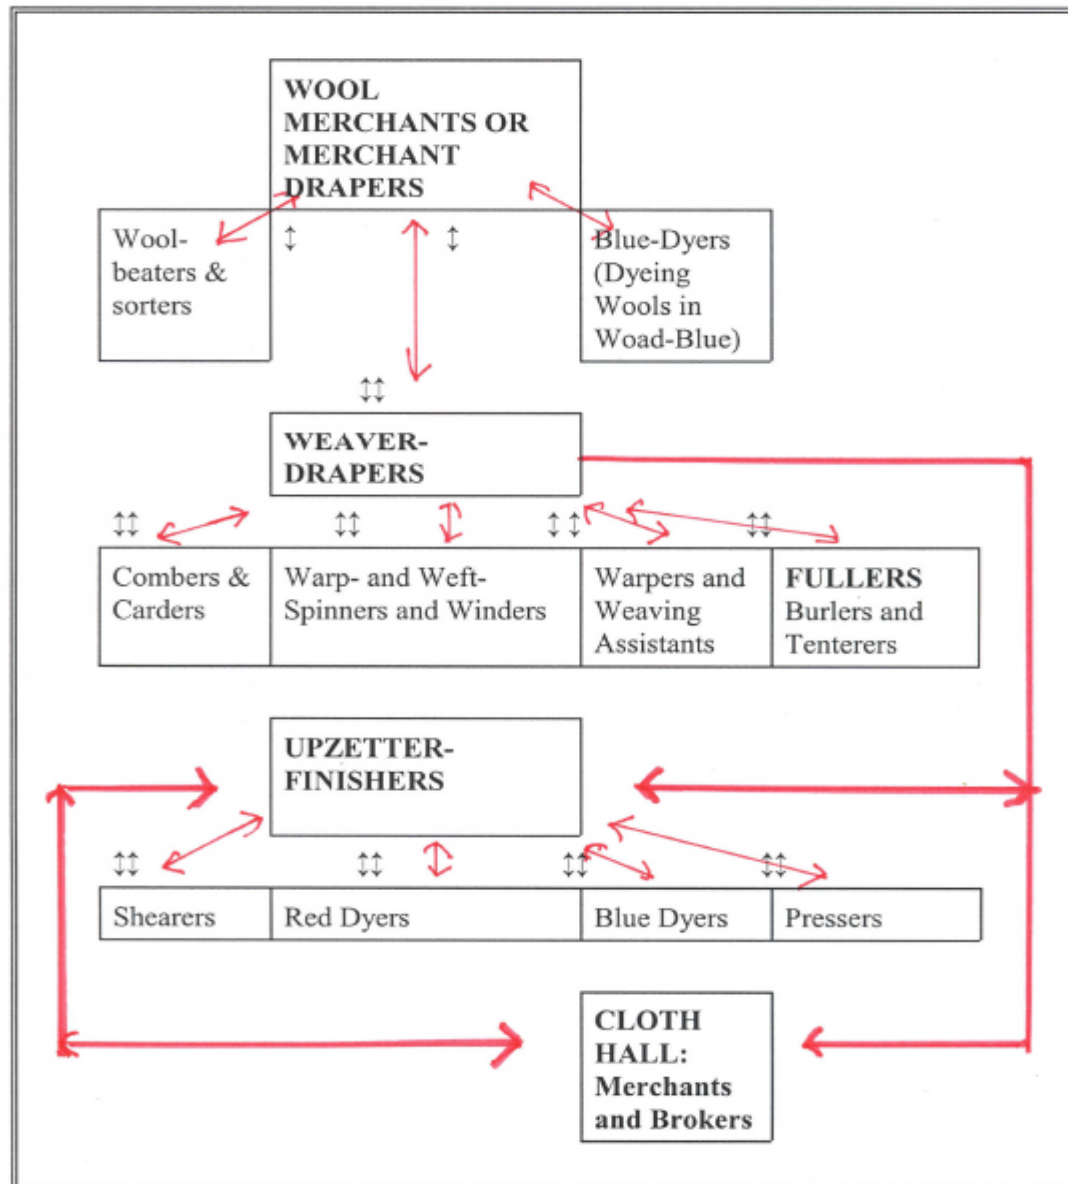 WOOL
MERCHANTS OR
MERCHANT
DRAPERS
Wool-
beaters &
sorters
Blue-Dyers
(Dyeing
Wools in
Woad-Blue)
WEAVER-
DRAPERS
Combers &
Carders
Warp- and Weft-
Spinners and Winders
Warpers and
Weaving
Assistants
FULLERS
Burlers and
Tenterers
UPZETTER-
FINISHERS
Shearers
Red Dyers
Blue Dyers
Pressers
CLOTH
HALL:
Merchants
and Brokers